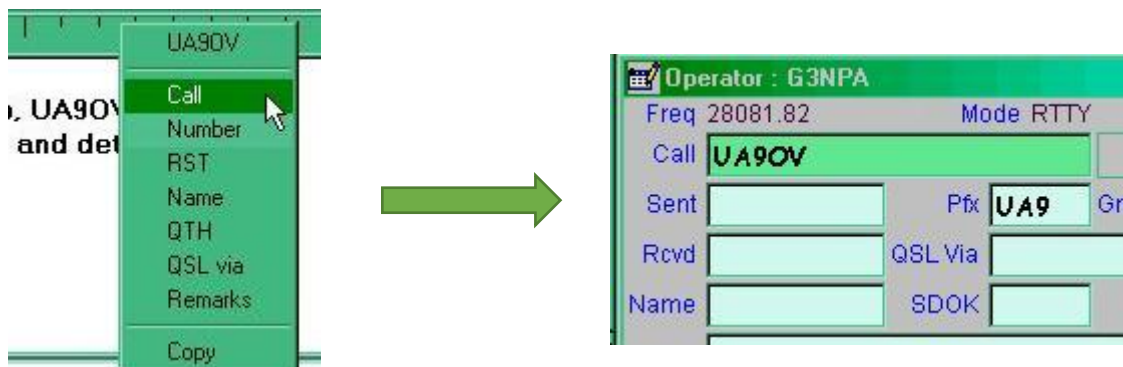 UA9OV
Call
Number
RST
Name
QTH
QSL via
Remarks
Copy
, UA9OV
and det
Operator : G3NPA
Freq 28081.82 Mode RTTY
Call UA9OV
Sent Pfx UA9 Gr
Rcvd QSL Via
Name SDOK